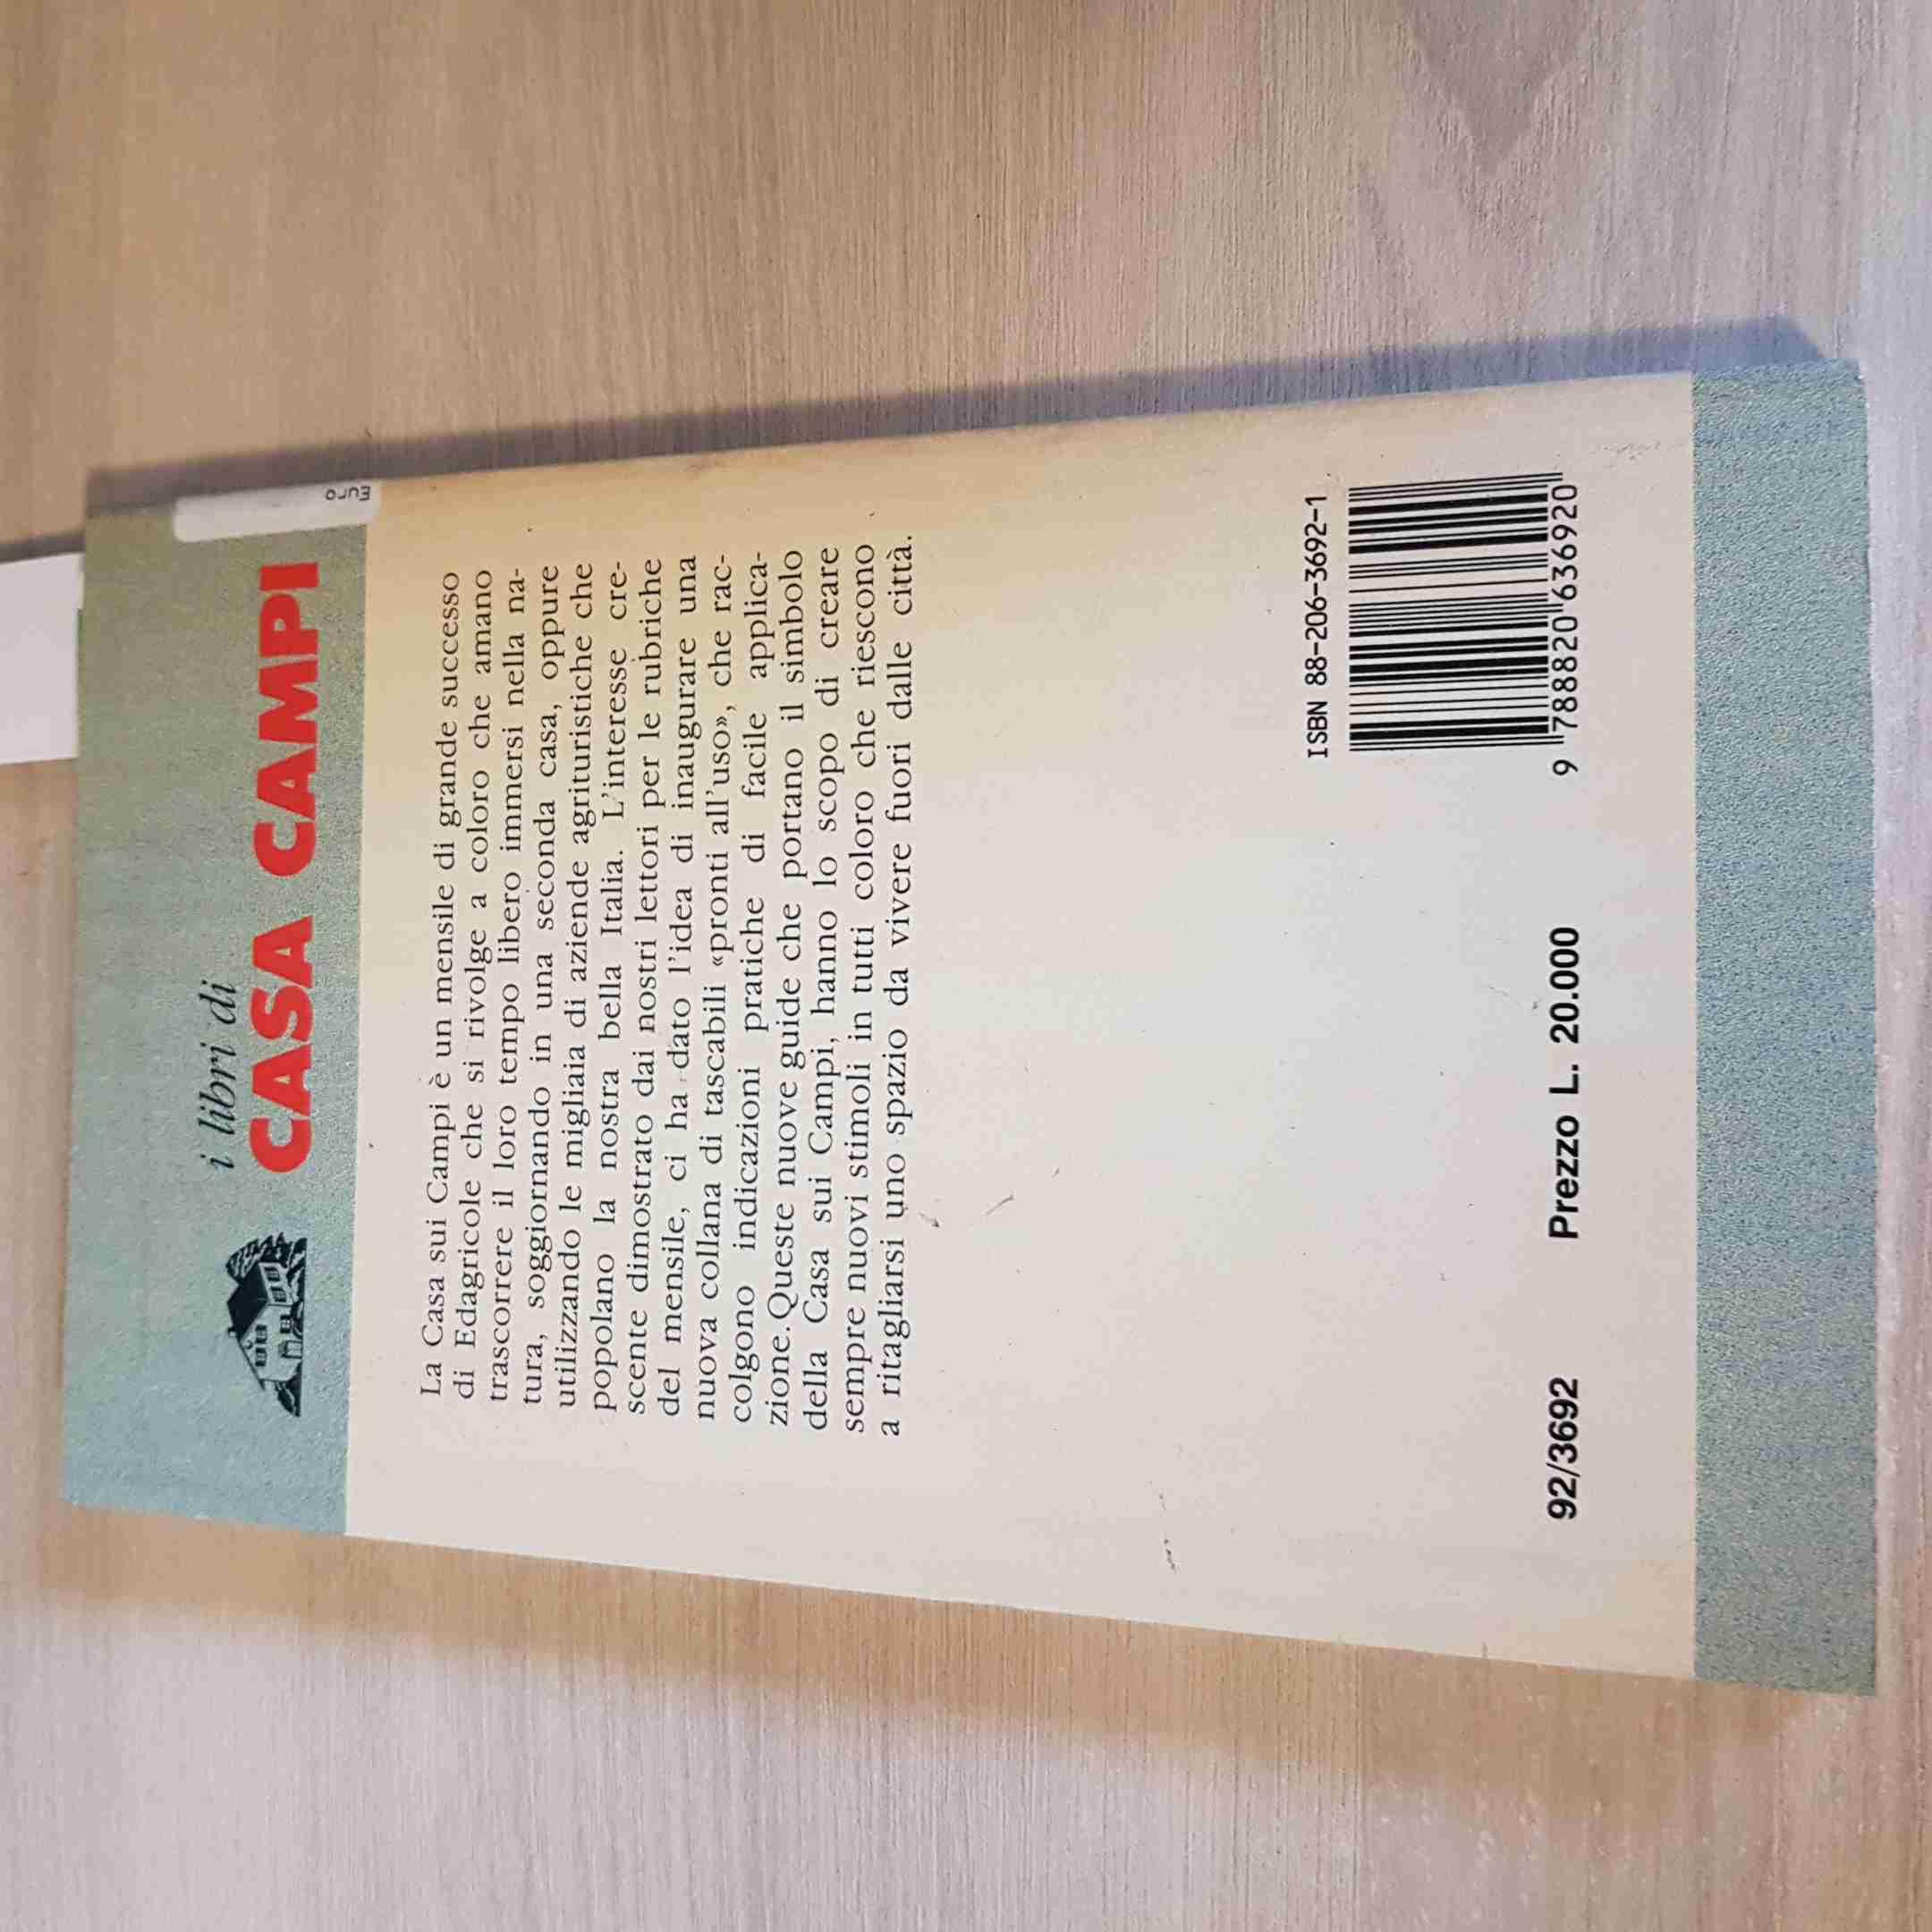 i libri di
CASA CAMPI
Euro
La Casa sui Campi è un mensile di grande successo
di Edagricole che si rivolge a coloro che amano
trascorrere il loro tempo libero immersi nella na-
tura, soggiornando in una seconda casa, oppure
utilizzando le migliaia di aziende agrituristiche che
popolano la nostra bella Italia. L'interesse cre-
scente dimostrato dai nostri lettori per le rubriche
del mensile, ci ha dato l'idea di inaugurare una
nuova collana di tascabili «pronti all'uso», che rac-
colgono indicazioni pratiche di facile applica-
zione. Queste nuove guide che portano il simbolo
della Casa sui Campi, hanno lo scopo di creare
sempre nuovi stimoli in tutti coloro che riescono
a ritagliarsi uno spazio da vivere fuori dalle città.
ISBN 88-206-3692-1
9 788820 636920
92/3692 Prezzo L. 20.000